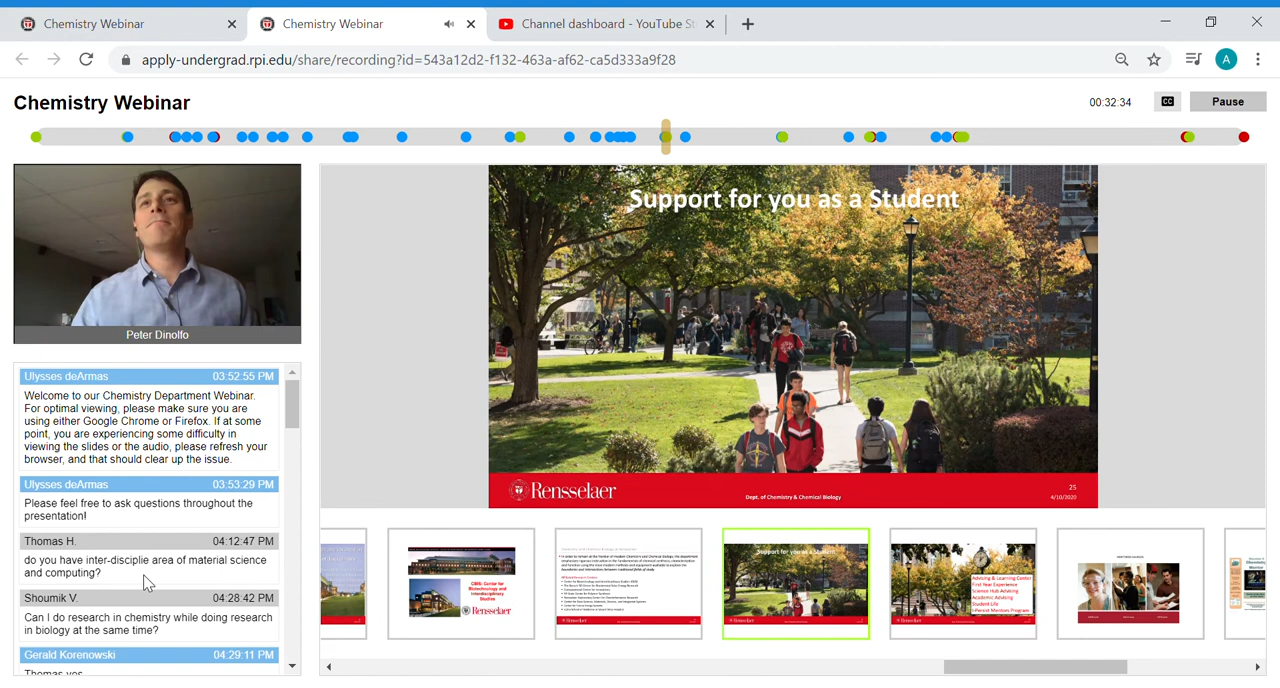 Chemistry Webinar
Chemistry Webinar
Channel dashboard - YouTube St
apply-undergrad.rpi.edu/share/recording?id=543a12d2-f132-463a-af62-ca5d333a9f28
A
Chemistry Webinar
00:32:34
CC
Pause
Peter Dinolfo
Ulysses deArmas 03:52:55 PM
Welcome to our Chemistry Department Webinar.
For optimal viewing, please make sure you are
using either Google Chrome or Firefox. If at some
point, you are experiencing some difficulty in
viewing the slides or the audio, please refresh your
browser, and that should clear up the issue.
Ulysses deArmas 03:53:29 PM
Please feel free to ask questions throughout the
presentation!
Thomas H. 04:12:47 PM
do you have inter-disciplie area of material science
and computing?
Shoumik V. 04:28:42 PM
Can I do research in chemistry while doing research
in biology at the same time?
Gerald Korenowski 04:29:11 PM
Thomas yes
Support for you as a Student
Rensselaer
Dept. of Chemistry & Chemical Biology
25
4/10/2020
CBIS: Center for
Biotechnology and
Interdisciplinary
Studies
Rensselaer
Support for you as a Student
Advising & Learning Center
First Year Experience
Science Hub Advising
Academic Advising
Student Life
I-PERSIST Mentors Program